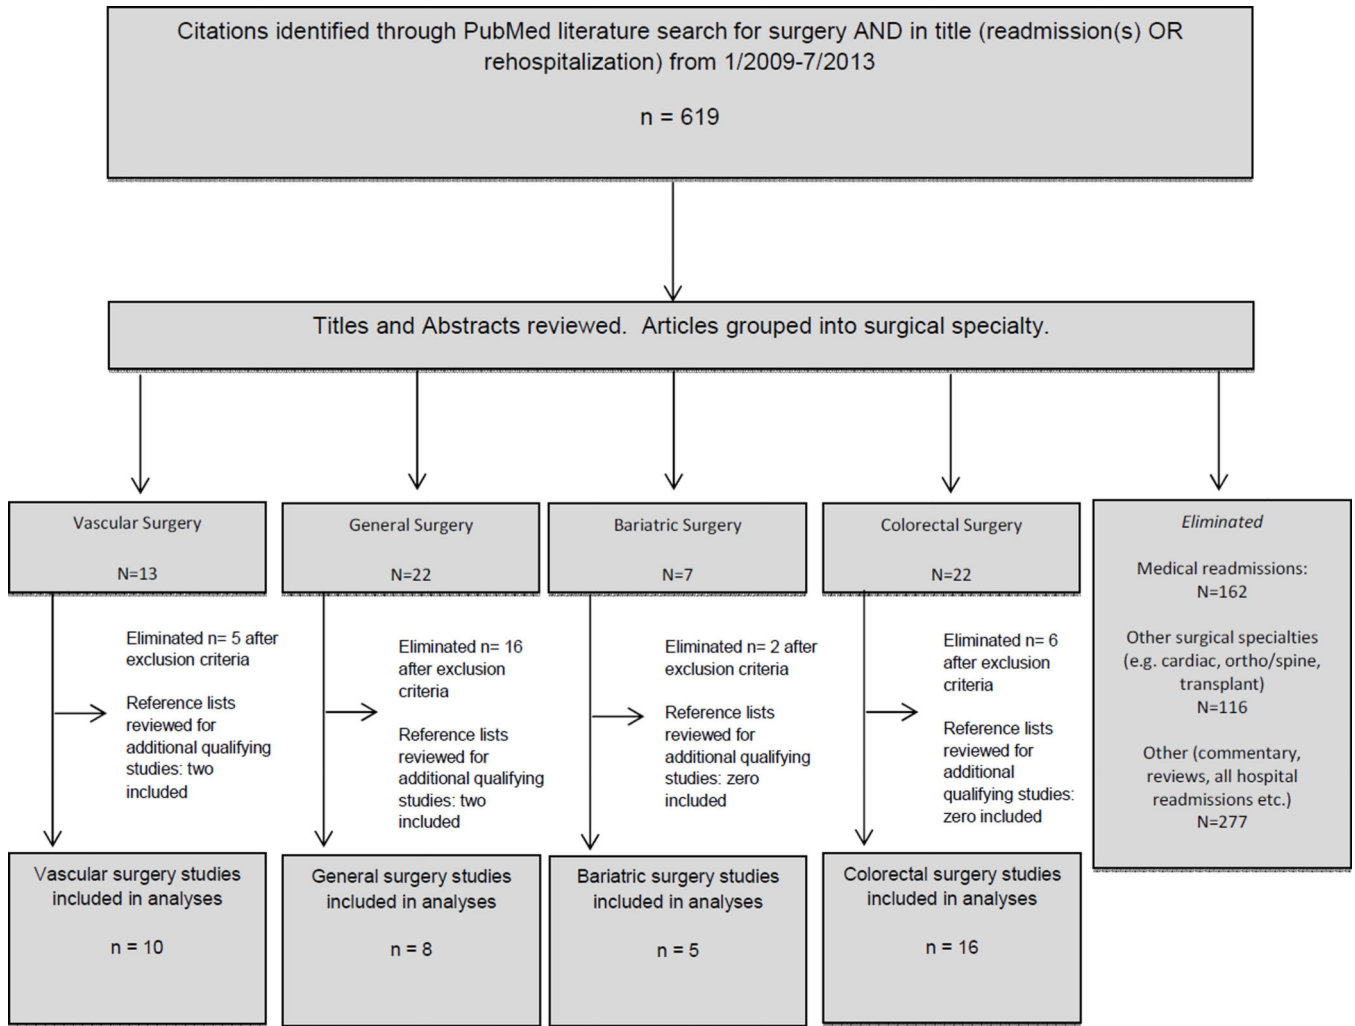 Citations identified through PubMed literature search for surgery AND in title (readmission(s) OR
rehospitalization) from 1/2009-7/2013
n = 619
Titles and Abstracts reviewed. Articles grouped into surgical specialty.
Vascular Surgery
N=13
General Surgery
N=22
Bariatric Surgery
N=7
Colorectal Surgery
N=22
Eliminated
Medical readmissions:
N=162
Other surgical specialties
(e.g. cardiac, ortho/spine,
transplant)
N=116
Other (commentary,
reviews, all hospital
readmissions etc.)
N=277
Eliminated n= 5 after
exclusion criteria
Reference lists
reviewed for
additional qualifying
studies: two
included
Eliminated n= 16
after exclusion
criteria
Reference lists
reviewed for
additional qualifying
studies: two
included
Eliminated n= 2 after
exclusion criteria
Reference lists
reviewed for
additional qualifying
studies: zero
included
Eliminated n= 6
after exclusion
criteria
Reference lists
reviewed for
additional
qualifying studies:
zero included
Vascular surgery studies
included in analyses
n = 10
General surgery studies
included in analyses
n = 8
Bariatric surgery studies
included in analyses
n = 5
Colorectal surgery studies
included in analyses
n = 16